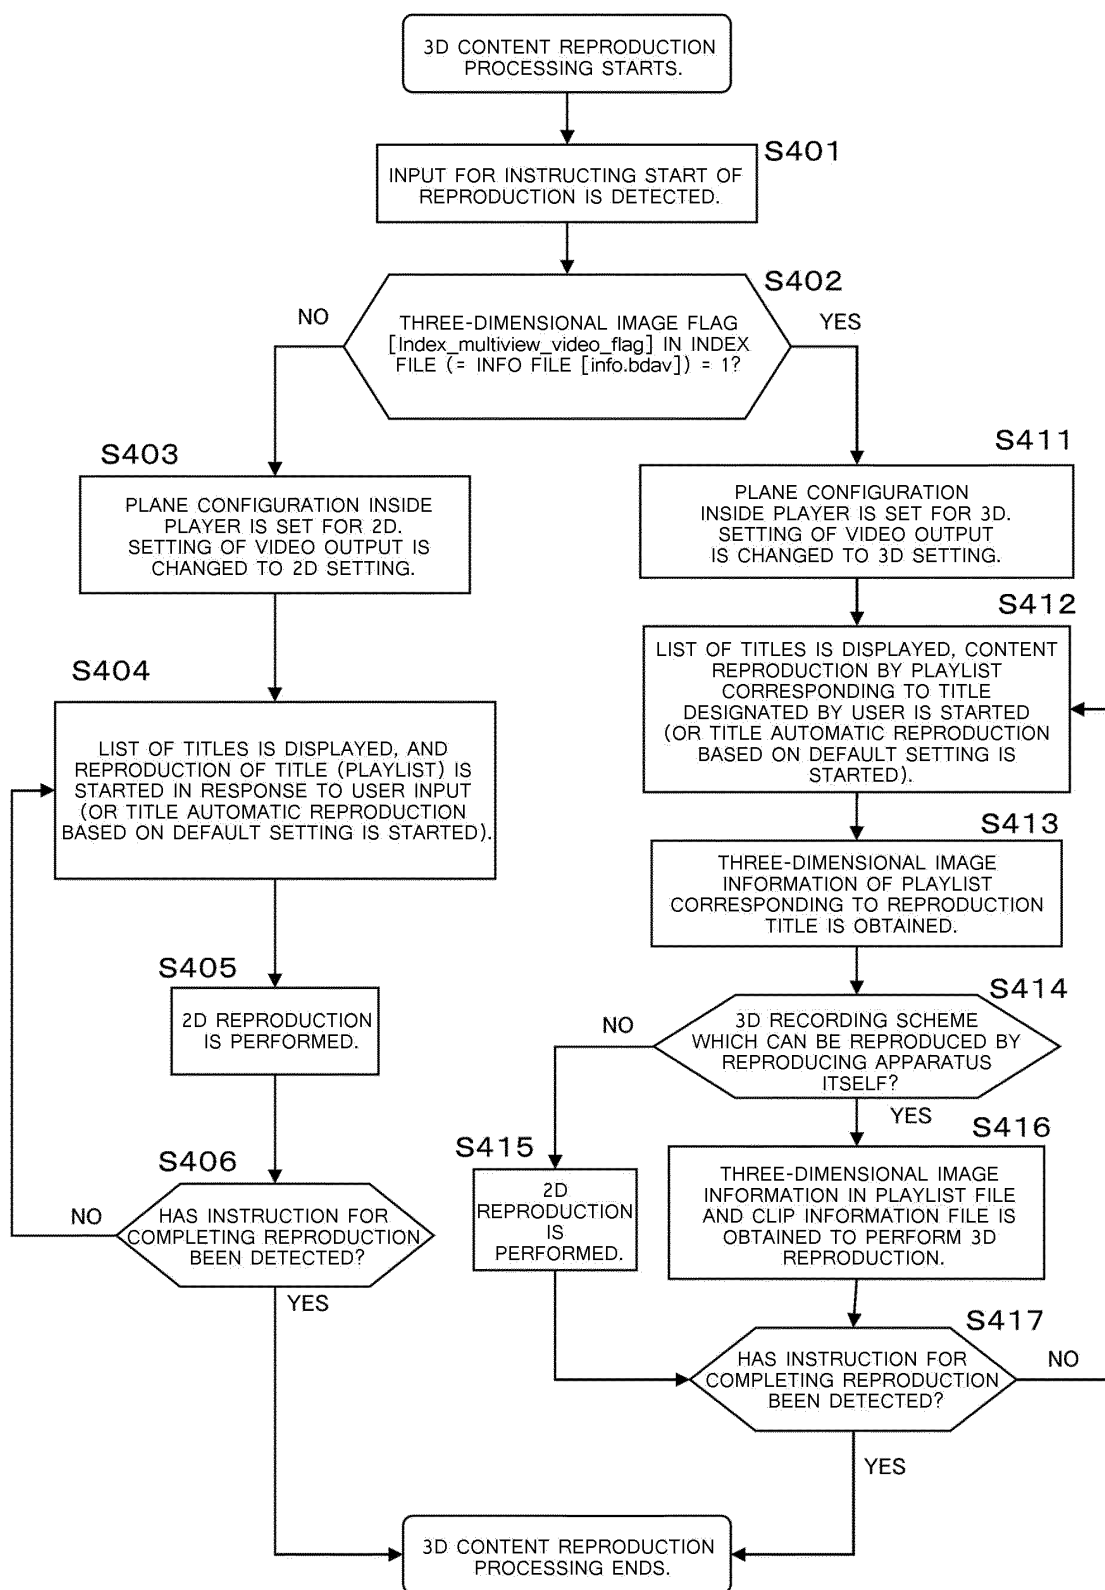 3D CONTENT REPRODUCTION
PROCESSING STARTS.
S401
INPUT FOR INSTRUCTING START OF
REPRODUCTION IS DETECTED.
S402
NO
YES
THREE-DIMENSIONAL IMAGE FLAG
[Index_multiview_video_flag] IN INDEX
FILE (= INFO FILE [info.bdav]) = 1?
S403
PLANE CONFIGURATION INSIDE
PLAYER IS SET FOR 2D.
SETTING OF VIDEO OUTPUT IS
CHANGED TO 2D SETTING.
S404
LIST OF TITLES IS DISPLAYED, AND
REPRODUCTION OF TITLE (PLAYLIST) IS
STARTED IN RESPONSE TO USER INPUT
(OR TITLE AUTOMATIC REPRODUCTION
BASED ON DEFAULT SETTING IS STARTED).
S405
2D REPRODUCTION
IS PERFORMED.
S406
NO
HAS INSTRUCTION FOR
COMPLETING REPRODUCTION
BEEN DETECTED?
YES
S411
PLANE CONFIGURATION
INSIDE PLAYER IS SET FOR 3D.
SETTING OF VIDEO OUTPUT
IS CHANGED TO 3D SETTING.
S412
LIST OF TITLES IS DISPLAYED, CONTENT
REPRODUCTION BY PLAYLIST
CORRESPONDING TO TITLE
DESIGNATED BY USER IS STARTED
(OR TITLE AUTOMATIC REPRODUCTION
BASED ON DEFAULT SETTING IS
STARTED).
S413
THREE-DIMENSIONAL IMAGE
INFORMATION OF PLAYLIST
CORRESPONDING TO REPRODUCTION
TITLE IS OBTAINED.
S414
NO
3D RECORDING SCHEME
WHICH CAN BE REPRODUCED BY
REPRODUCING APPARATUS
ITSELF?
YES
S415
2D
REPRODUCTION
IS
PERFORMED.
S416
THREE-DIMENSIONAL IMAGE
INFORMATION IN PLAYLIST FILE
AND CLIP INFORMATION FILE IS
OBTAINED TO PERFORM 3D
REPRODUCTION.
S417
HAS INSTRUCTION FOR
COMPLETING REPRODUCTION
BEEN DETECTED?
NO
YES
3D CONTENT REPRODUCTION
PROCESSING ENDS.